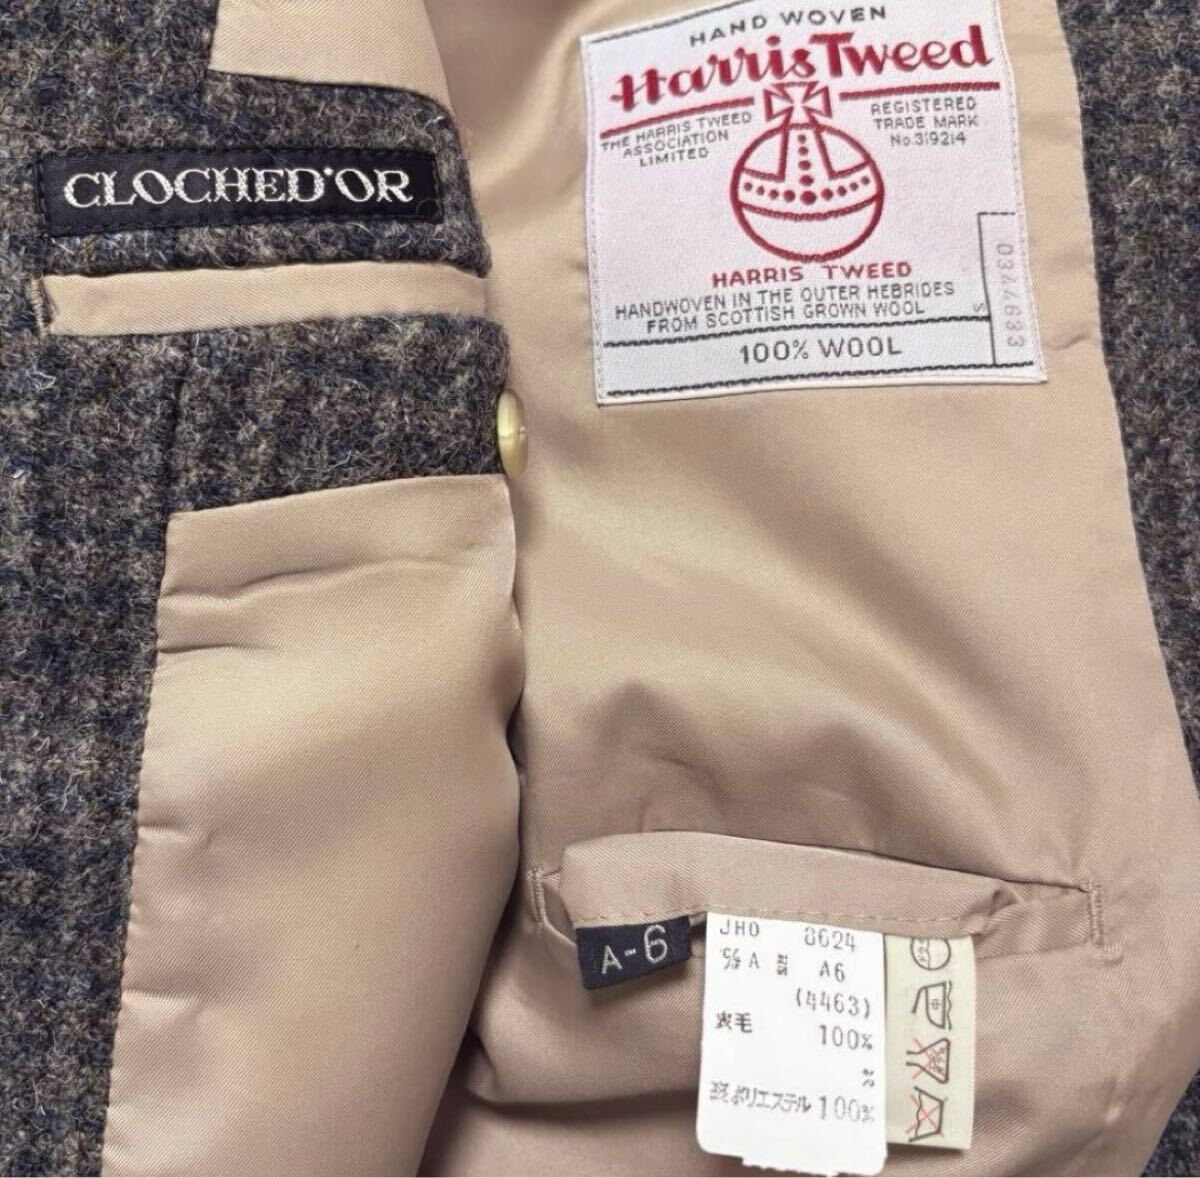 HAND WOVEN
Harris Tweed
THE HARRIS TWEED
ASSOCIATION
LIMITED
REGISTERED
TRADE MARK
No.319214
HARRIS TWEED
HANDWOVEN IN THE OUTER HEBRIDES
FROM SCOTTISH GROWN WOOL
100% WOOL
S
0344633
CLOCHED'OR
A-6
JHO 8624
A A6
(4463)
表毛 100%
裏ポリエステル 100%